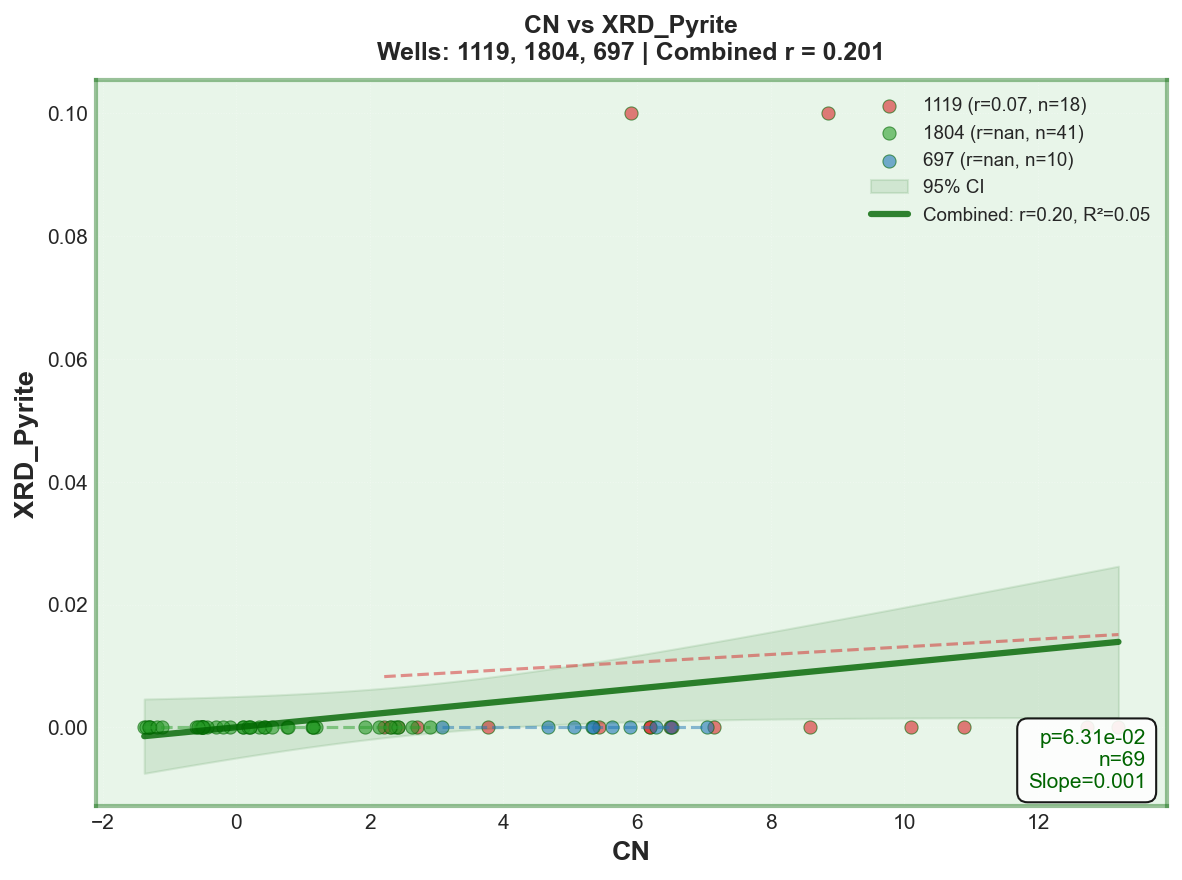 CN vs XRD_Pyrite
Wells: 1119, 1804, 697 | Combined r = 0.201
1119 (r=0.07, n=18)
1804 (r=nan, n=41)
697 (r=nan, n=10)
95% CI
Combined: r=0.20, R²=0.05
0.10
0.08
0.06
0.04
0.02
0.00
XRD_Pyrite
p=6.31e-02
n=69
Slope=0.001
−2
0
2
4
6
8
10
12
CN